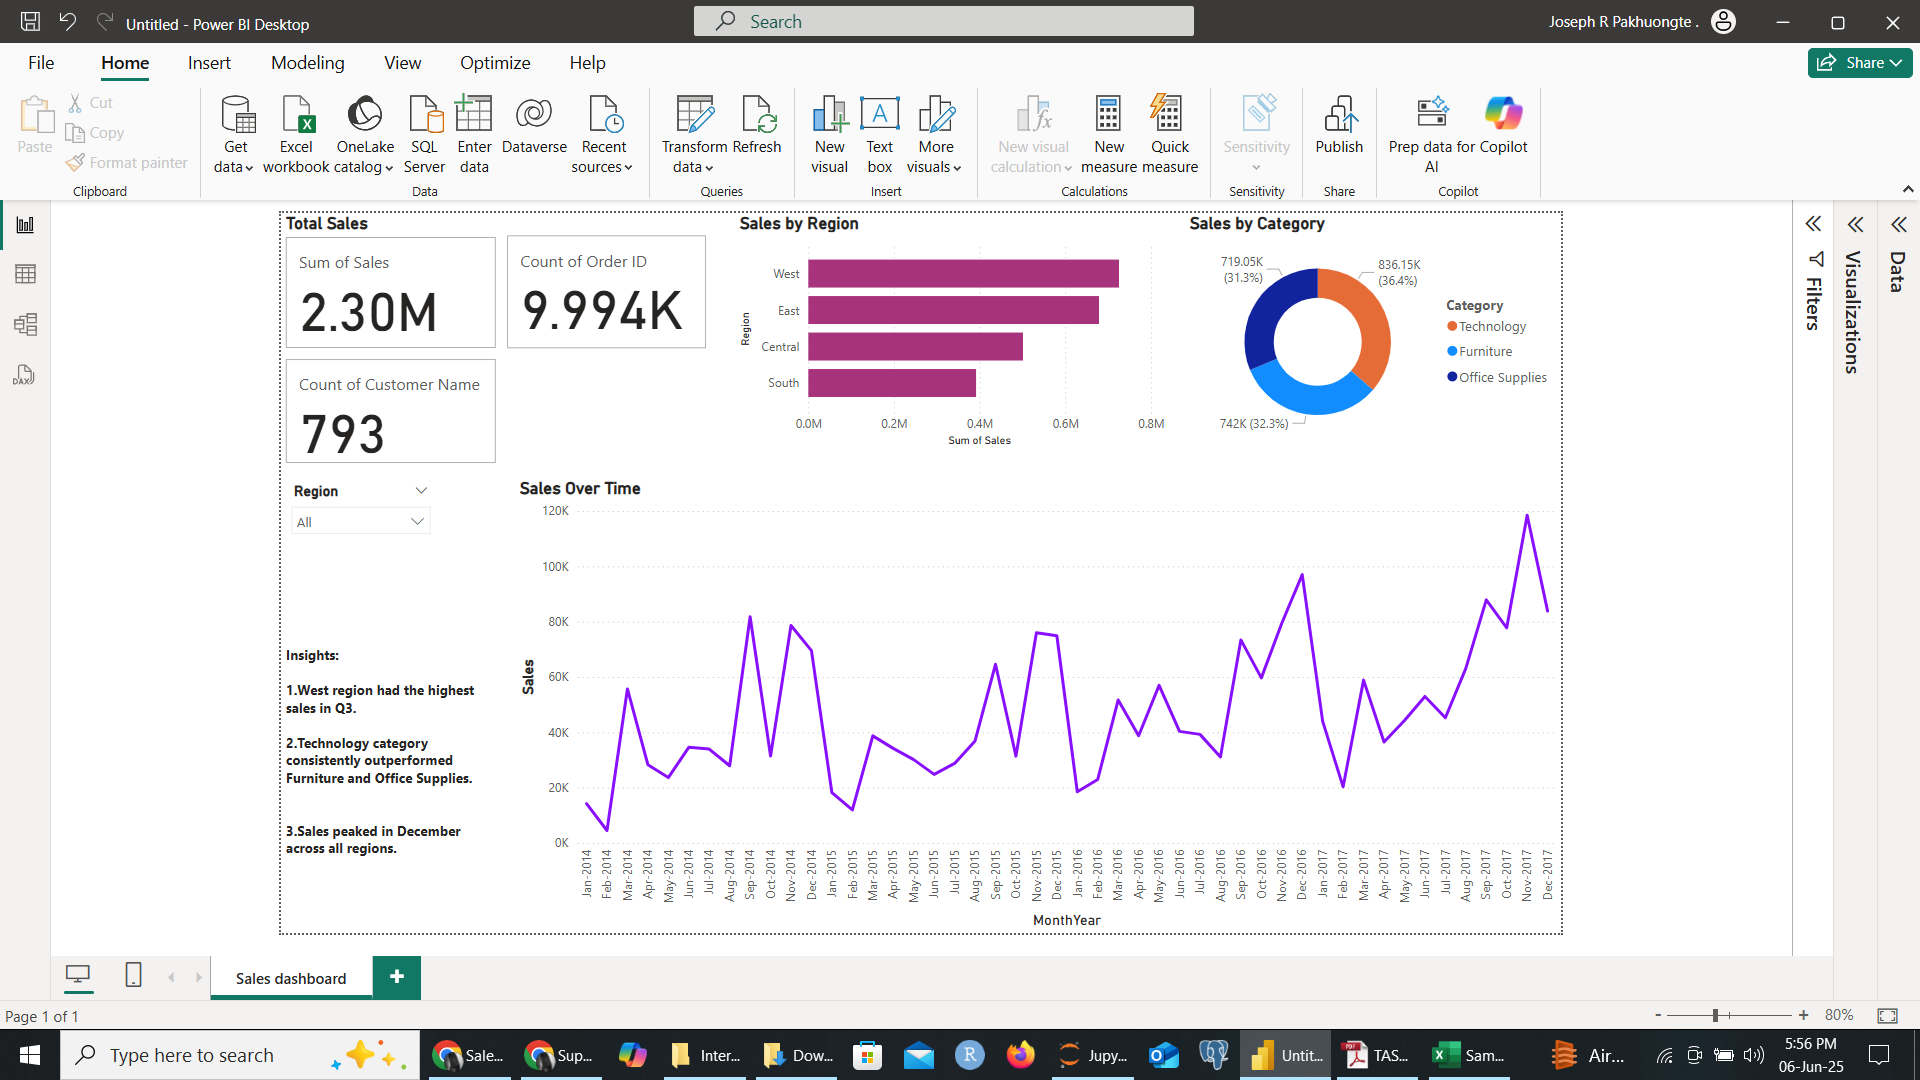 Untitled - Power BI Desktop
Search
Joseph R Pakhuongte .
File
Home
Insert
Modeling
View
Optimize
Help
Share
Paste
Cut
Copy
Format painter
Clipboard
Get data
Excel workbook
OneLake catalog
SQL Server
Enter data
Dataverse
Recent sources
Data
Transform data
Refresh
Queries
New visual
Text box
More visuals
Insert
New visual calculation
New measure
Quick measure
Calculations
Sensitivity
Sensitivity
Publish
Share
Prep data for AI
Copilot
Copilot
Total Sales
Sum of Sales
2.30M
Count of Order ID
9.994K
Count of Customer Name
793
Sales by Region
Region
West
East
Central
South
0.0M
0.2M
0.4M
0.6M
0.8M
Sum of Sales
Sales by Category
719.05K
(31.3%)
836.15K
(36.4%)
742K (32.3%)
Category
Technology
Furniture
Office Supplies
Filters
Visualizations
Data
Region
All
Insights:
1.West region had the highest
sales in Q3.
2.Technology category
consistently outperformed
Furniture and Office Supplies.
3.Sales peaked in December
across all regions.
Sales Over Time
Sales
120K
100K
80K
60K
40K
20K
0K
Jan-2014
Feb-2014
Mar-2014
Apr-2014
May-2014
Jun-2014
Jul-2014
Aug-2014
Sep-2014
Oct-2014
Nov-2014
Dec-2014
Jan-2015
Feb-2015
Mar-2015
Apr-2015
May-2015
Jun-2015
Jul-2015
Aug-2015
Sep-2015
Oct-2015
Nov-2015
Dec-2015
Jan-2016
Feb-2016
Mar-2016
Apr-2016
May-2016
Jun-2016
Jul-2016
Aug-2016
Sep-2016
Oct-2016
Nov-2016
Dec-2016
Jan-2017
Feb-2017
Mar-2017
Apr-2017
May-2017
Jun-2017
Jul-2017
Aug-2017
Sep-2017
Oct-2017
Nov-2017
Dec-2017
MonthYear
Sales dashboard
+
Page 1 of 1
- + 80%
Type here to search
Sale...
Sup...
Inter...
Dow...
Jupy...
Untit...
TAS...
Sam...
Air...
5:56 PM
06-Jun-25